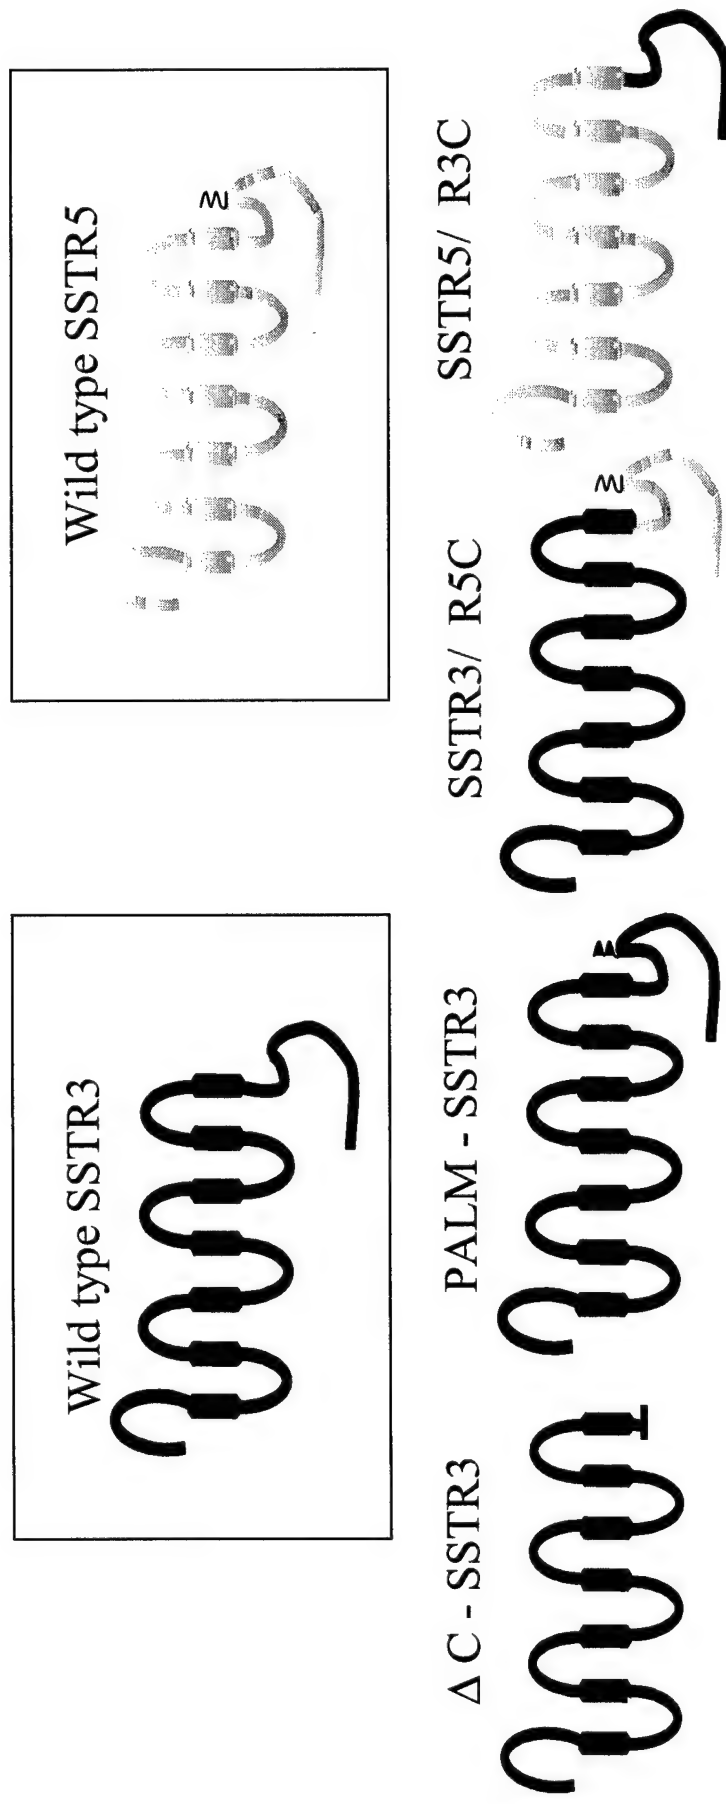 Wild type SSTR3
Wild type SSTR5
Δ C - SSTR3
PALM - SSTR3
SSTR3/ R5C
SSTR5/ R3C